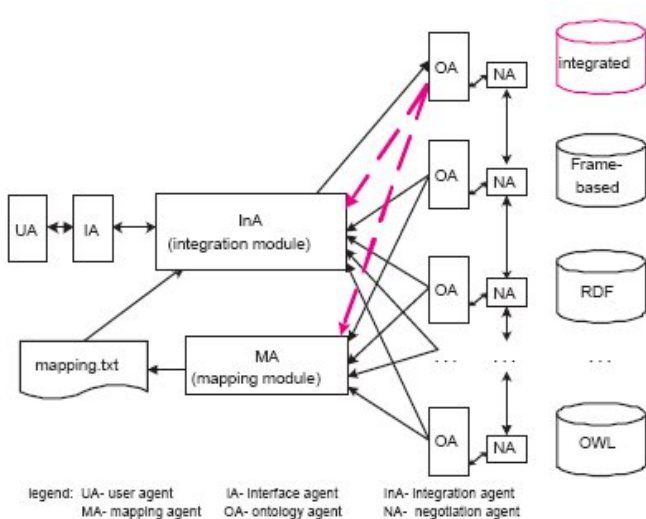 OA
NA
integrated
OA
NA
Frame-
based
UA
IA
InA
(integration module)
OA
NA
RDF
mapping.txt
MA
(mapping module)
. . .
. . .
. . .
OA
NA
OWL
legend: UA- user agent IA- Interface agent InA- Integration agent
MA- mapping agent OA- ontology agent NA- negotiation agent